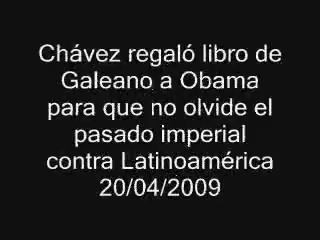 Chávez regaló libro de
Galeano a Obama
para que no olvide el
pasado imperial
contra Latinoamérica
20/04/2009